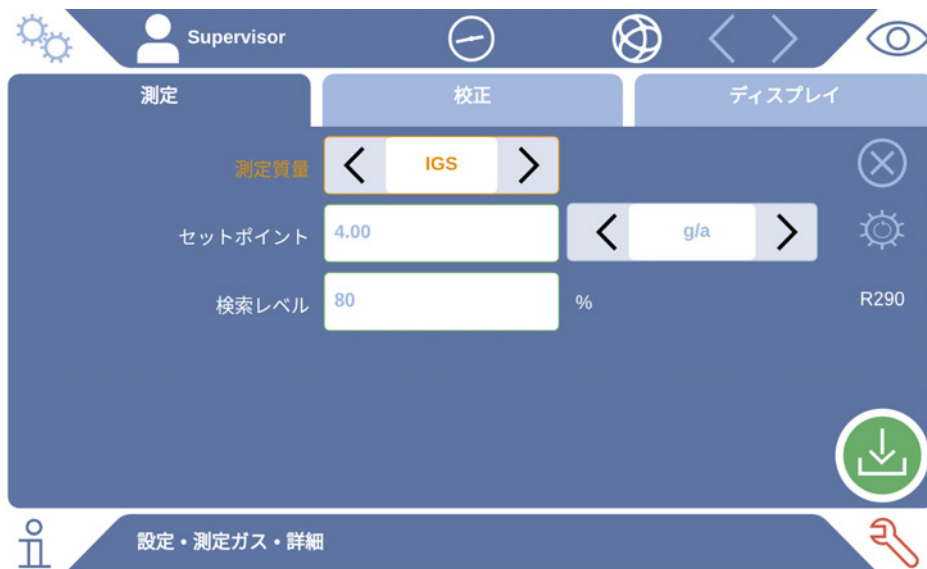 Supervisor
測定
校正
ディスプレイ
測定質量
IGS
セットポイント
4.00
g/a
検索レベル
80
%
R290
設定・測定ガス・詳細